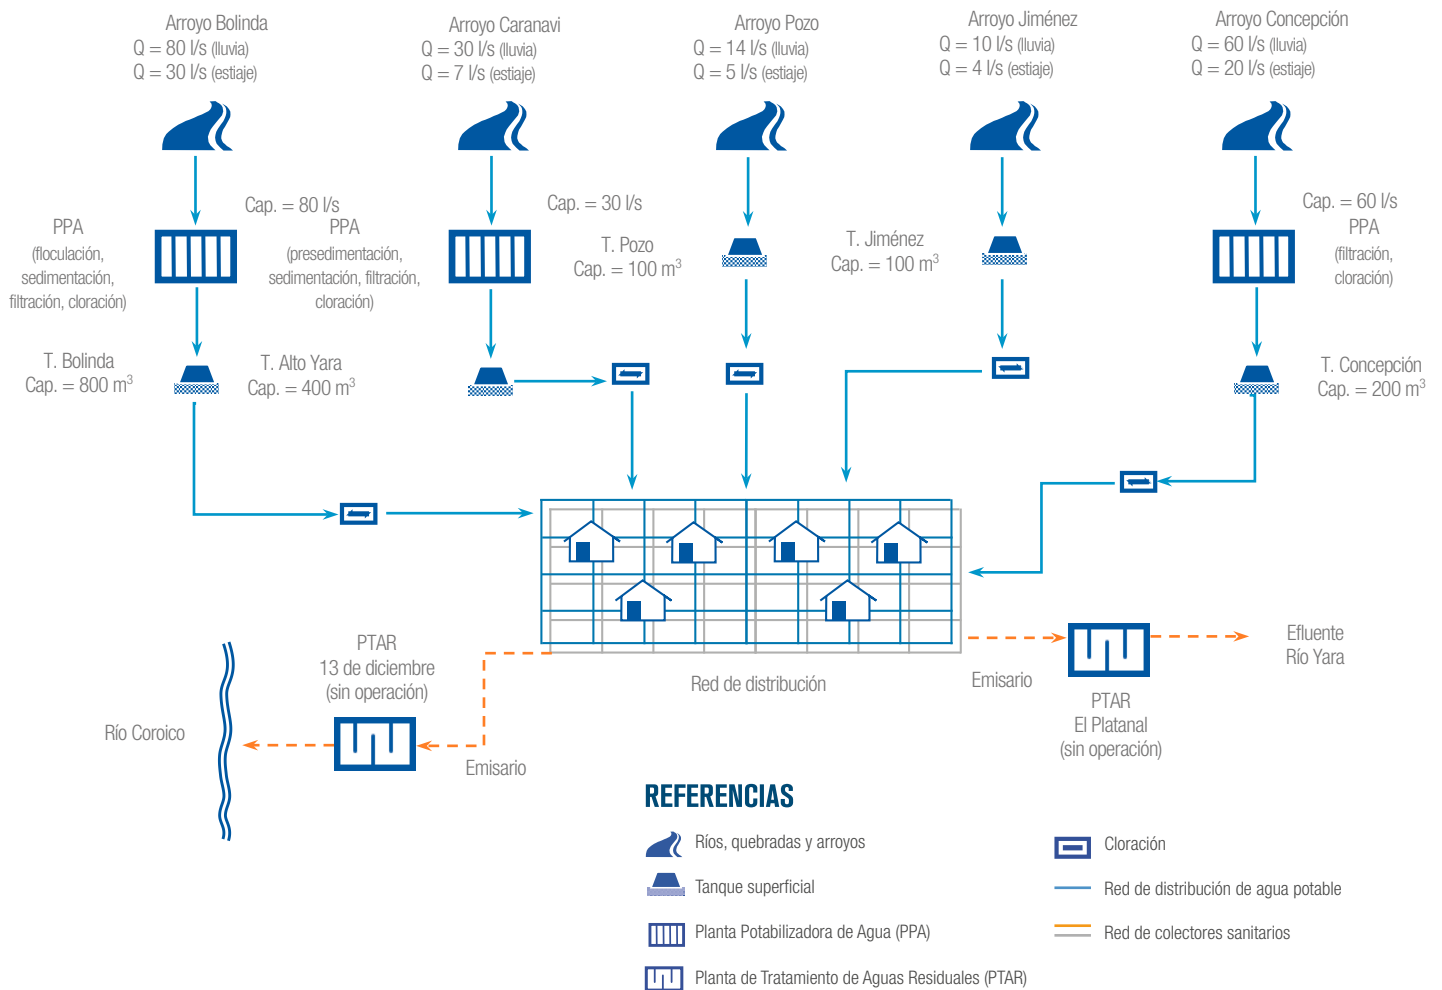 Arroyo Bolinda
Q = 80 l/s (lluvia)
Q = 30 l/s (estiaje)
Arroyo Caranavi
Q = 30 l/s (lluvia)
Q = 7 l/s (estiaje)
Arroyo Pozo
Q = 14 l/s (lluvia)
Q = 5 l/s (estiaje)
Arroyo Jiménez
Q = 10 l/s (lluvia)
Q = 4 l/s (estiaje)
Arroyo Concepción
Q = 60 l/s (lluvia)
Q = 20 l/s (estiaje)
Cap. = 80 l/s
PPA
(floculación,
sedimentación,
filtración, cloración)
Cap. = 30 l/s
PPA
(presedimentación,
sedimentación, filtración,
cloración)
T. Pozo
Cap. = 100 m³
T. Jiménez
Cap. = 100 m³
Cap. = 60 l/s
PPA
(filtración,
cloración)
T. Bolinda
Cap. = 800 m³
T. Alto Yara
Cap. = 400 m³
T. Concepción
Cap. = 200 m³
PTAR
13 de diciembre
(sin operación)
Río Coroico
Emisario
Red de distribución
Emisario
PTAR
El Platanal
(sin operación)
Efluente
Río Yara
REFERENCIAS
Ríos, quebradas y arroyos
Tanque superficial
Planta Potabilizadora de Agua (PPA)
Planta de Tratamiento de Aguas Residuales (PTAR)
Cloración
Red de distribución de agua potable
Red de colectores sanitarios